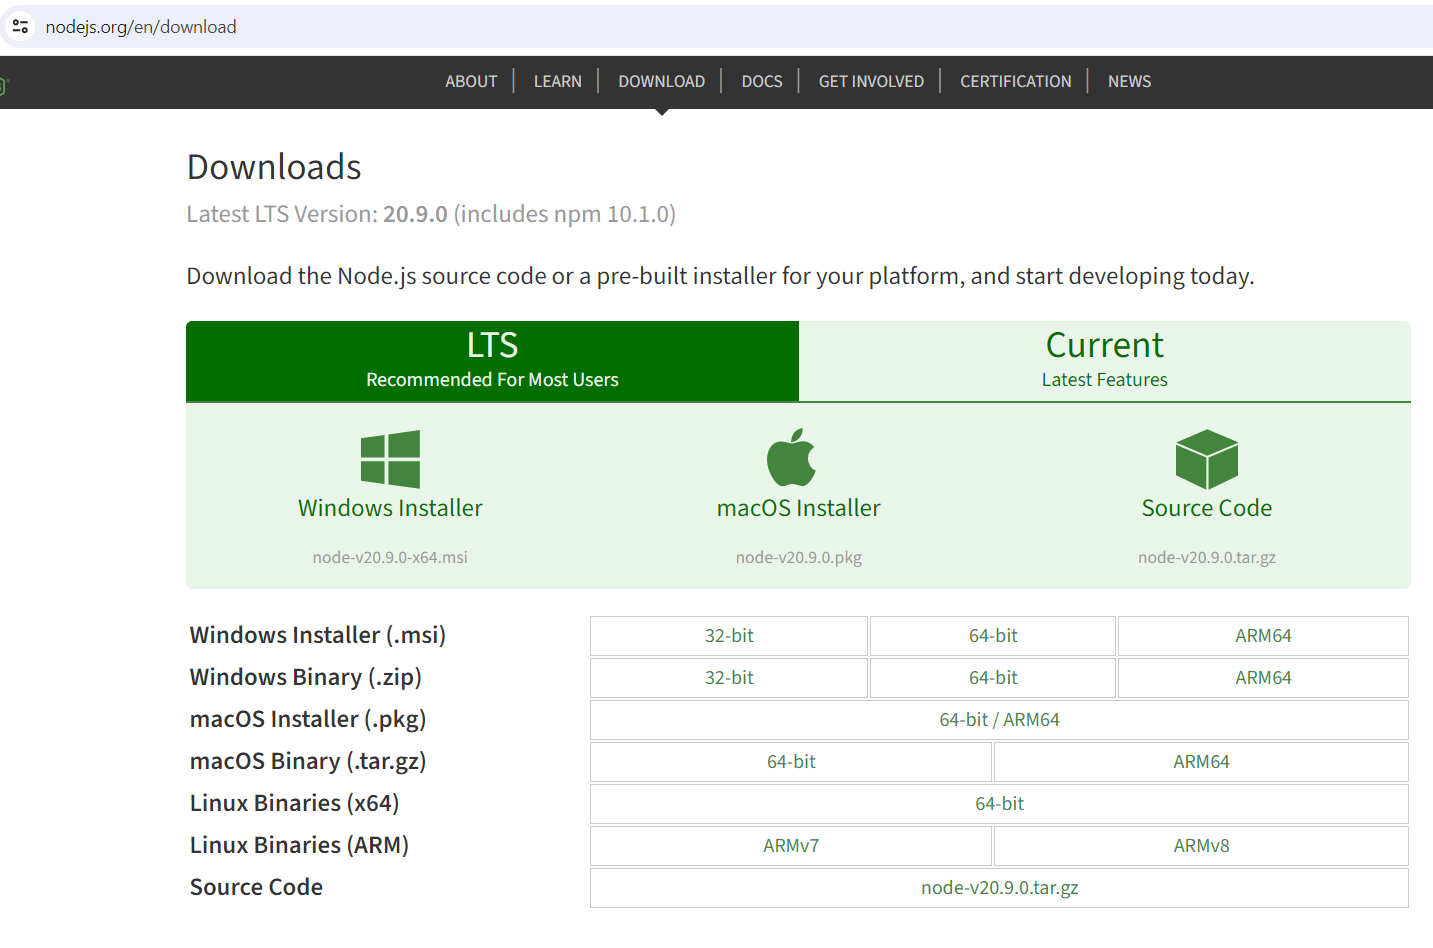 nodejs.org/en/download
ABOUT LEARN DOWNLOAD DOCS GET INVOLVED CERTIFICATION NEWS
Downloads
Latest LTS Version: 20.9.0 (includes npm 10.1.0)
Download the Node.js source code or a pre-built installer for your platform, and start developing today.
LTS Current
Recommended For Most Users Latest Features
Windows Installer macOS Installer Source Code
node-v20.9.0-x64.msi node-v20.9.0.pkg node-v20.9.0.tar.gz
Windows Installer (.msi) 32-bit 64-bit ARM64
Windows Binary (.zip) 32-bit 64-bit ARM64
macOS Installer (.pkg) 64-bit / ARM64
macOS Binary (.tar.gz) 64-bit ARM64
Linux Binaries (x64) 64-bit
Linux Binaries (ARM) ARMv7 ARMv8
Source Code node-v20.9.0.tar.gz